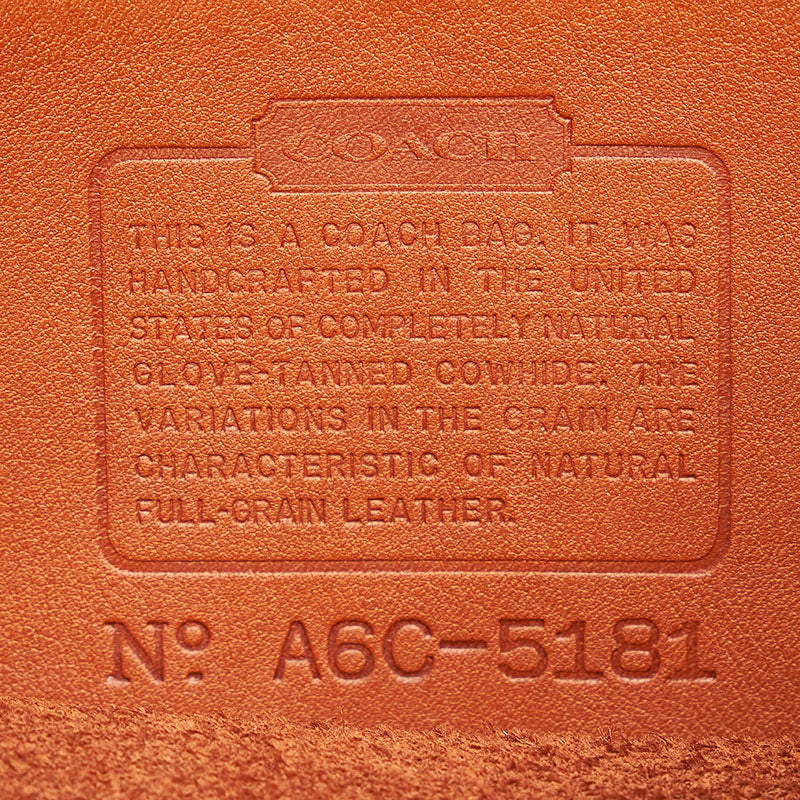 COACH
THIS IS A COACH BAG. IT WAS
HANDCRAFTED IN THE UNITED
STATES OF COMPLETELY NATURAL
GLOVE-TANNED COWHIDE. THE
VARIATIONS IN THE GRAIN ARE
CHARACTERISTIC OF NATURAL
FULL-GRAIN LEATHER.
Nº. A6C-5181